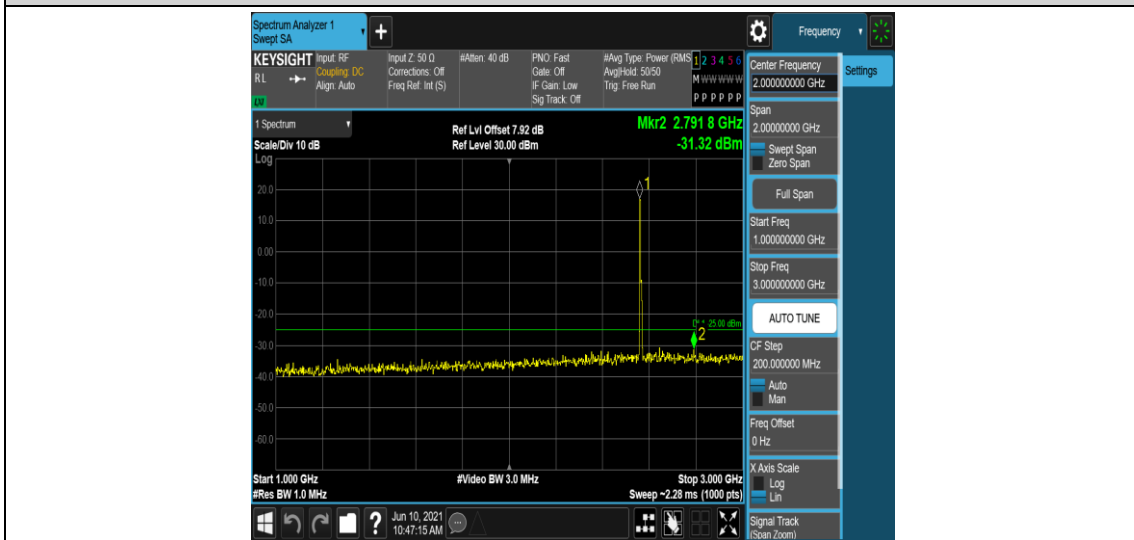 Spectrum Analyzer 1
Swept SA
+
Frequency
KEYSIGHT
RL
LXI
Input: RF
Coupling: DC
Align: Auto
Input Z: 50 Ω
Corrections: Off
Freq Ref: Int (S)
#Atten: 40 dB
PNO: Fast
Gate: Off
IF Gain: Low
Sig Track: Off
#Avg Type: Power (RMS
Avg|Hold: 50/50
Trig: Free Run
1 2 3 4 5 6
M W W W W W
P P P P P P
Center Frequency
2.000000000 GHz
Settings
1 Spectrum
Scale/Div 10 dB
Ref Lvl Offset 7.92 dB
Ref Level 30.00 dBm
Mkr2 2.791 8 GHz
-31.32 dBm
Span
2.00000000 GHz
Swept Span
Zero Span
Full Span
Start Freq
1.000000000 GHz
Stop Freq
3.000000000 GHz
AUTO TUNE
CF Step
200.000000 MHz
Auto
Man
Freq Offset
0 Hz
X Axis Scale
Log
Lin
Signal Track
(Span Zoom)
Log
20.0
10.0
0.00
-10.0
-20.0
-30.0
-40.0
-50.0
-60.0
1
-25.00 dBm
2
Start 1.000 GHz
#Res BW 1.0 MHz
#Video BW 3.0 MHz
Stop 3.000 GHz
Sweep ~2.28 ms (1000 pts)
?
Jun 10, 2021
10:47:15 AM